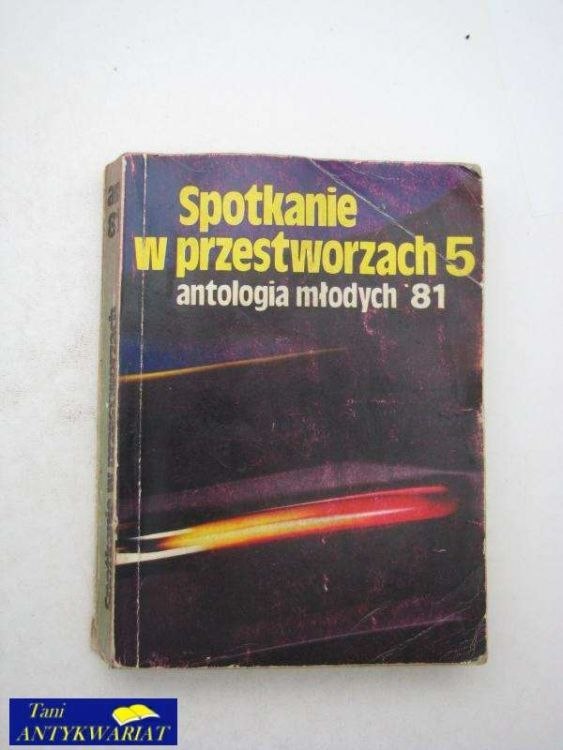 Spotkanie
w przestworzach 5
antologia młodych '81
Spotkanie w przestworzach
Tani
ANTYKWARIAT